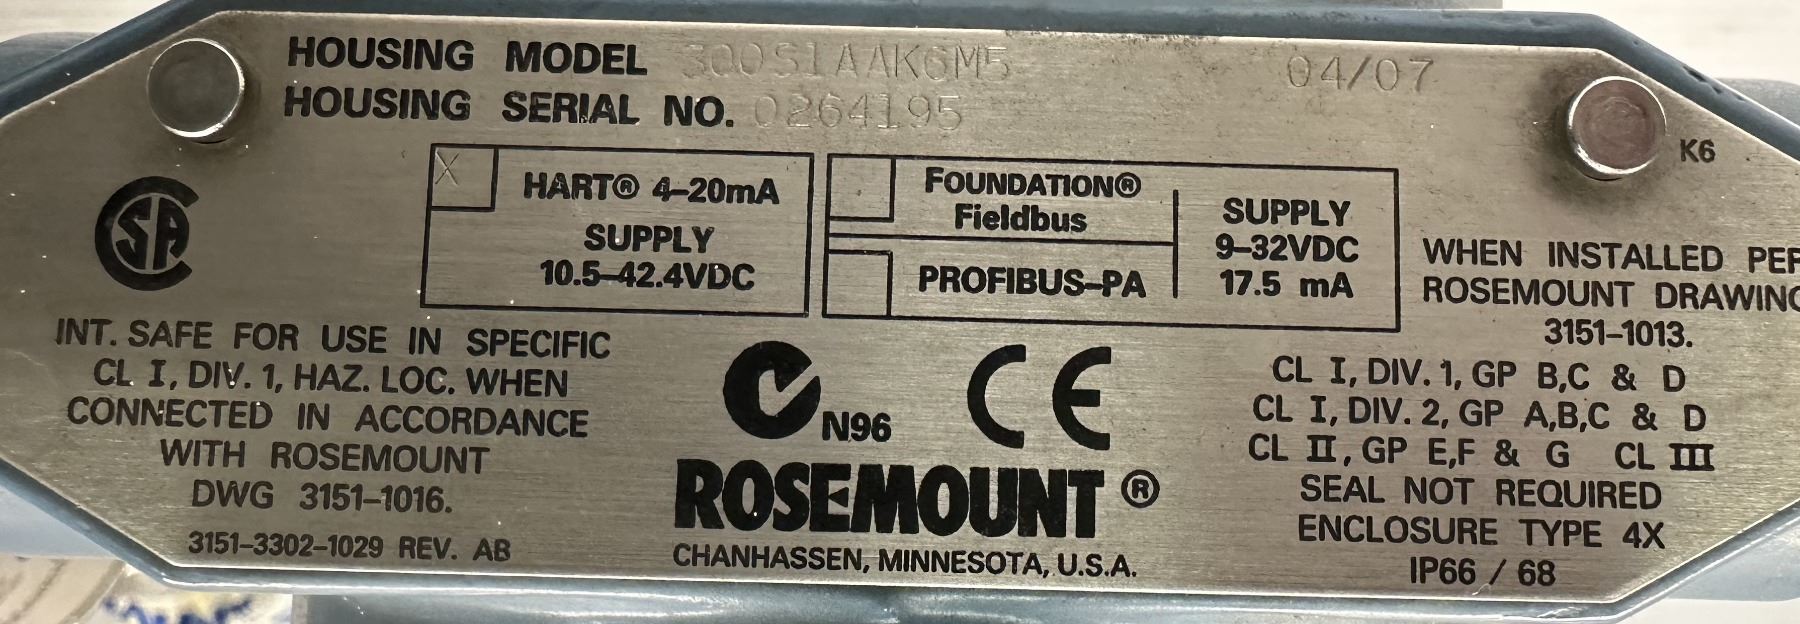 HOUSING MODEL 300S1AAK6M5 04/07
HOUSING SERIAL NO. 0264195
K6
X
HART® 4-20mA
SUPPLY
10.5-42.4VDC
FOUNDATION®
Fieldbus
PROFIBUS-PA
SUPPLY
9-32VDC
17.5 mA
CSA
INT. SAFE FOR USE IN SPECIFIC
CL I, DIV. 1, HAZ. LOC. WHEN
CONNECTED IN ACCORDANCE
WITH ROSEMOUNT
DWG 3151-1016.
3151-3302-1029 REV. AB
N96
CE
ROSEMOUNT®
CHANHASSEN, MINNESOTA, U.S.A.
WHEN INSTALLED PER
ROSEMOUNT DRAWING
3151-1013.
CL I, DIV. 1, GP B,C & D
CL I, DIV. 2, GP A,B,C & D
CL II, GP E,F & G CL III
SEAL NOT REQUIRED
ENCLOSURE TYPE 4X
IP66 / 68